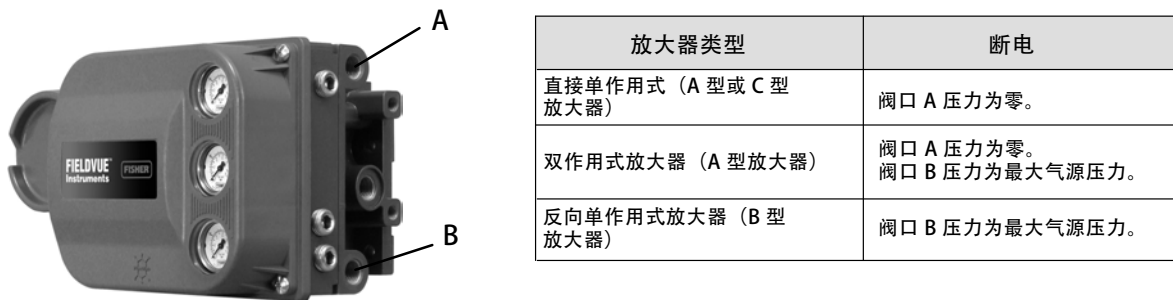 A
B
FIELDVUE™
Instruments
FISHER
放大器类型
断电
直接单作用式（A 型或 C 型
放大器）
阀口 A 压力为零。
双作用式放大器（A 型放大器）
阀口 A 压力为零。
阀口 B 压力为最大气源压力。
反向单作用式放大器（B 型
放大器）
阀口 B 压力为最大气源压力。